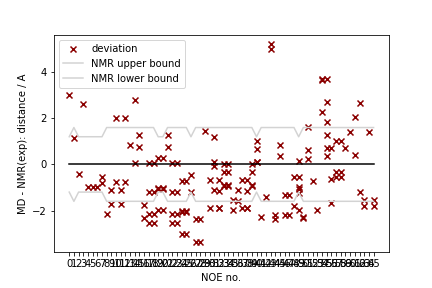 deviation
NMR upper bound
NMR lower bound
MD - NMR(exp): distance / A
4
2
0
−2
NOE no.